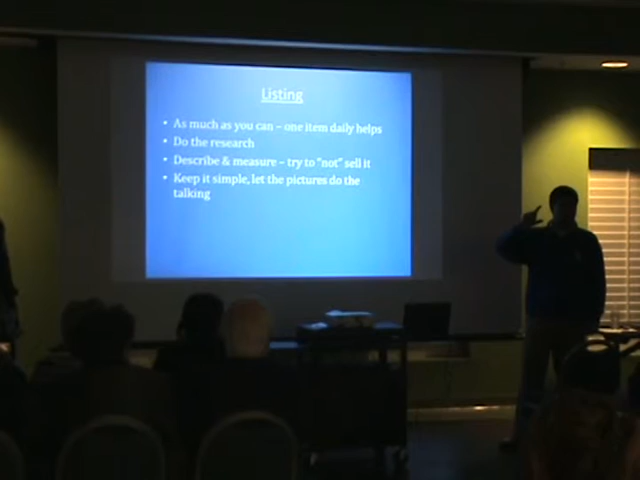 Listing
• As much as you can – one item daily helps
• Do the research
• Describe & measure – try to "not" sell it
• Keep it simple, let the pictures do the
talking